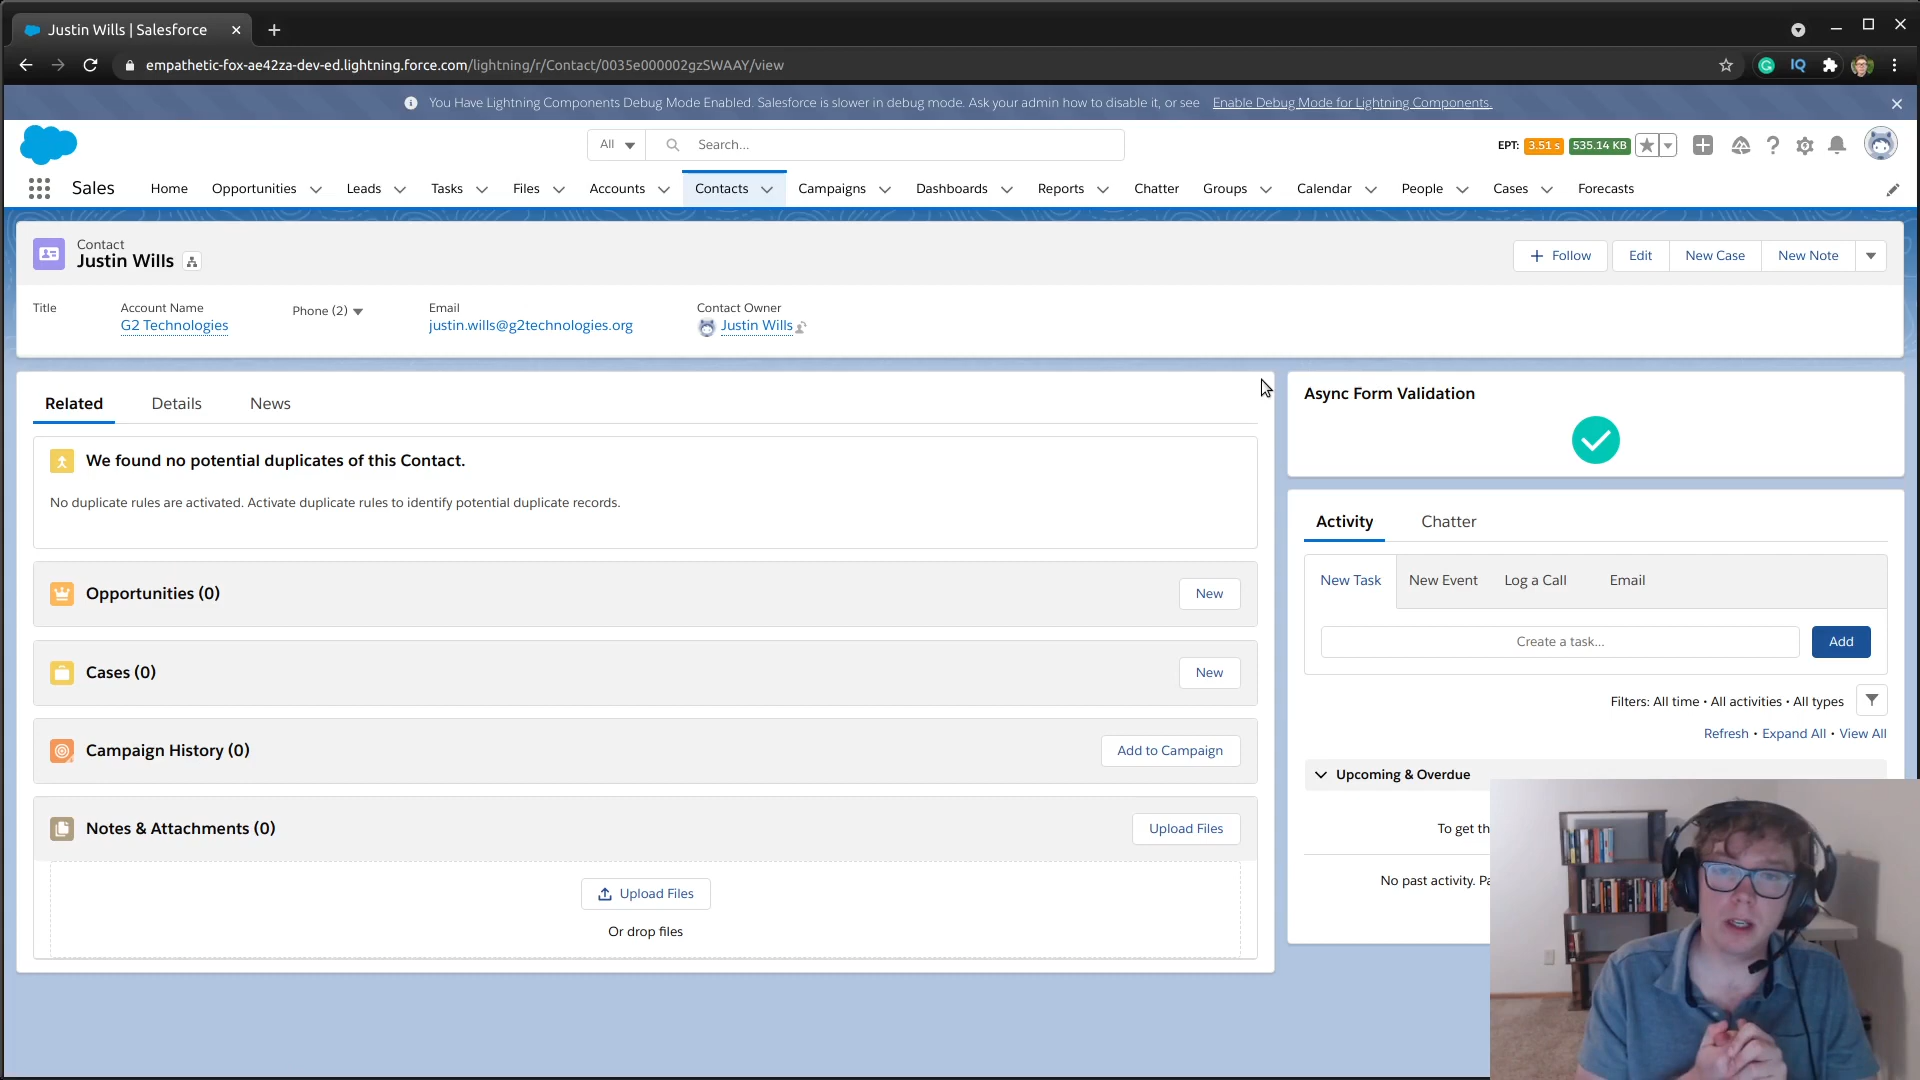 Justin Wills | Salesforce
empathetic-fox-ae42za-dev-ed.lightning.force.com/lightning/r/Contact/0035e000002gzSWAAY/view
IQ
You Have Lightning Components Debug Mode Enabled. Salesforce is slower in debug mode. Ask your admin how to disable it, or see Enable Debug Mode for Lightning Components.
All Search... EPT: 3.51 s 535.14 KB
Sales Home Opportunities Leads Tasks Files Accounts Contacts Campaigns Dashboards Reports Chatter Groups Calendar People Cases Forecasts
Contact
Justin Wills
Follow Edit New Case New Note
Title Account Name Phone (2) Email Contact Owner
G2 Technologies justin.wills@g2technologies.org Justin Wills
Related Details News
We found no potential duplicates of this Contact.
No duplicate rules are activated. Activate duplicate rules to identify potential duplicate records.
Opportunities (0) New
Cases (0) New
Campaign History (0) Add to Campaign
Notes & Attachments (0) Upload Files
Upload Files
Or drop files
Async Form Validation
Activity Chatter
New Task New Event Log a Call Email
Create a task... Add
Filters: All time • All activities • All types
Refresh • Expand All • View All
Upcoming & Overdue
To get th
No past activity. Pa